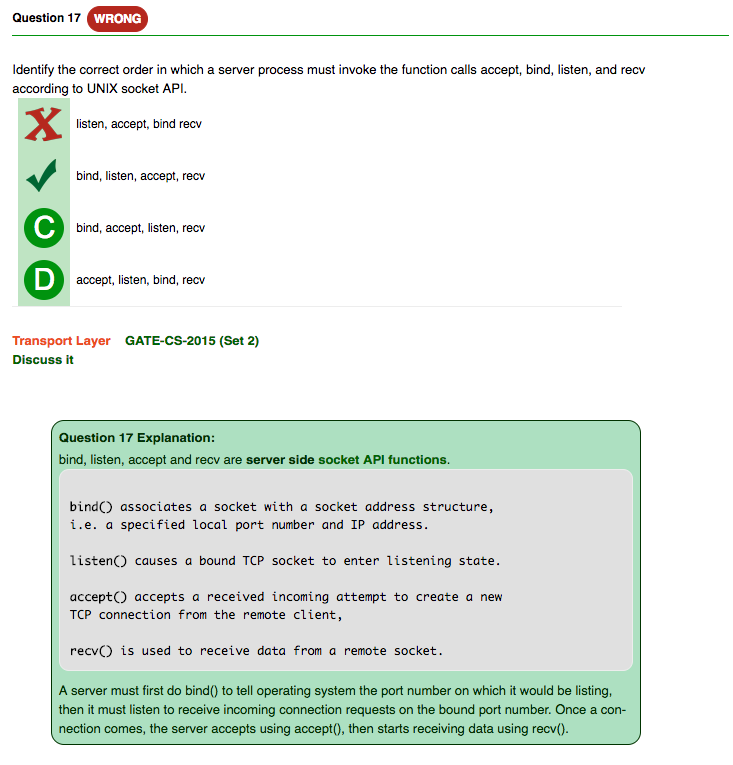 Question 17 WRONG
Identify the correct order in which a server process must invoke the function calls accept, bind, listen, and recv
according to UNIX socket API.
X listen, accept, bind recv
✓ bind, listen, accept, recv
C bind, accept, listen, recv
D accept, listen, bind, recv
Transport Layer GATE-CS-2015 (Set 2)
Discuss it
Question 17 Explanation:
bind, listen, accept and recv are server side socket API functions.
bind() associates a socket with a socket address structure,
i.e. a specified local port number and IP address.
listen() causes a bound TCP socket to enter listening state.
accept() accepts a received incoming attempt to create a new
TCP connection from the remote client,
recv() is used to receive data from a remote socket.
A server must first do bind() to tell operating system the port number on which it would be listing,
then it must listen to receive incoming connection requests on the bound port number. Once a con-
nection comes, the server accepts using accept(), then starts receiving data using recv().